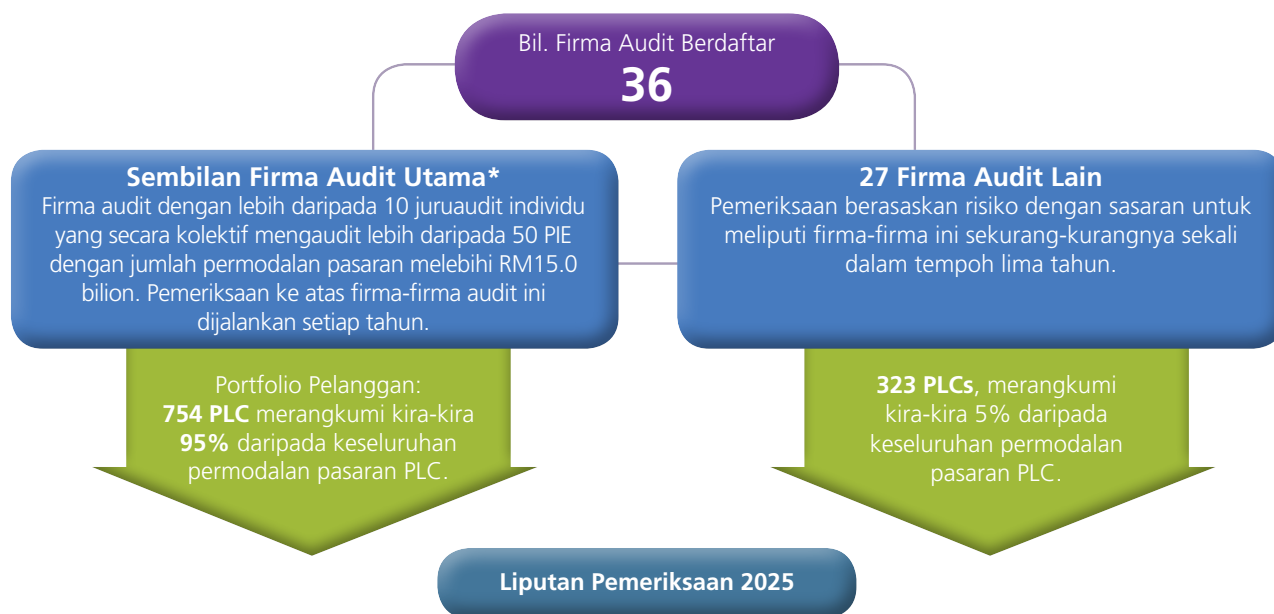 Bil. Firma Audit Berdaftar
36
Sembilan Firma Audit Utama*
Firma audit dengan lebih daripada 10 juruaudit individu
yang secara kolektif mengaudit lebih daripada 50 PIE
dengan jumlah permodalan pasaran melebihi RM15.0
bilion. Pemeriksaan ke atas firma-firma audit ini
dijalankan setiap tahun.
27 Firma Audit Lain
Pemeriksaan berasaskan risiko dengan sasaran untuk
meliputi firma-firma ini sekurang-kurangnya sekali
dalam tempoh lima tahun.
Portfolio Pelanggan:
754 PLC merangkumi kira-kira
95% daripada keseluruhan
permodalan pasaran PLC.
323 PLCs, merangkumi
kira-kira 5% daripada
keseluruhan permodalan
pasaran PLC.
Liputan Pemeriksaan 2025